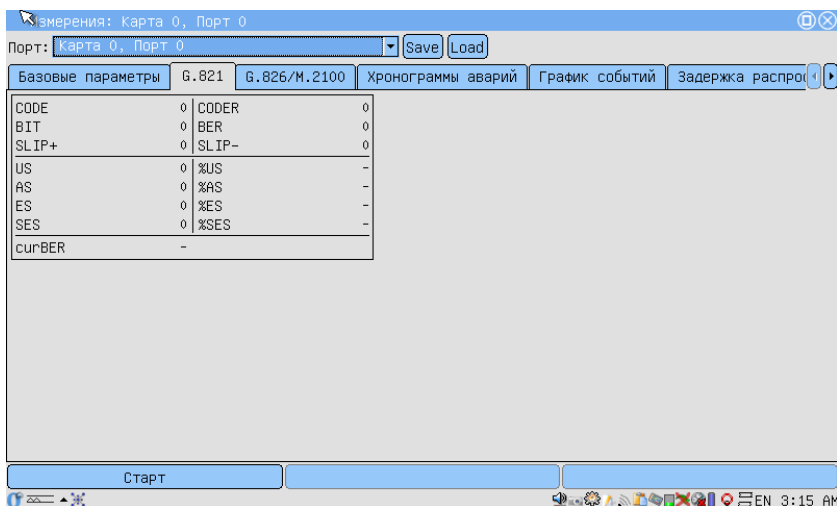 Измерения: Карта 0, Порт 0
Порт: Карта 0, Порт 0 Save Load
Базовые параметры G.821 G.826/M.2100 Хронограммы аварий График событий Задержка
CODE 0 CODER 0
BIT 0 BER 0
SLIP+ 0 SLIP- 0
US 0 %US -
AS 0 %AS -
ES 0 %ES -
SES 0 %SES -
curBER -
Старт
EN 3:15 AM